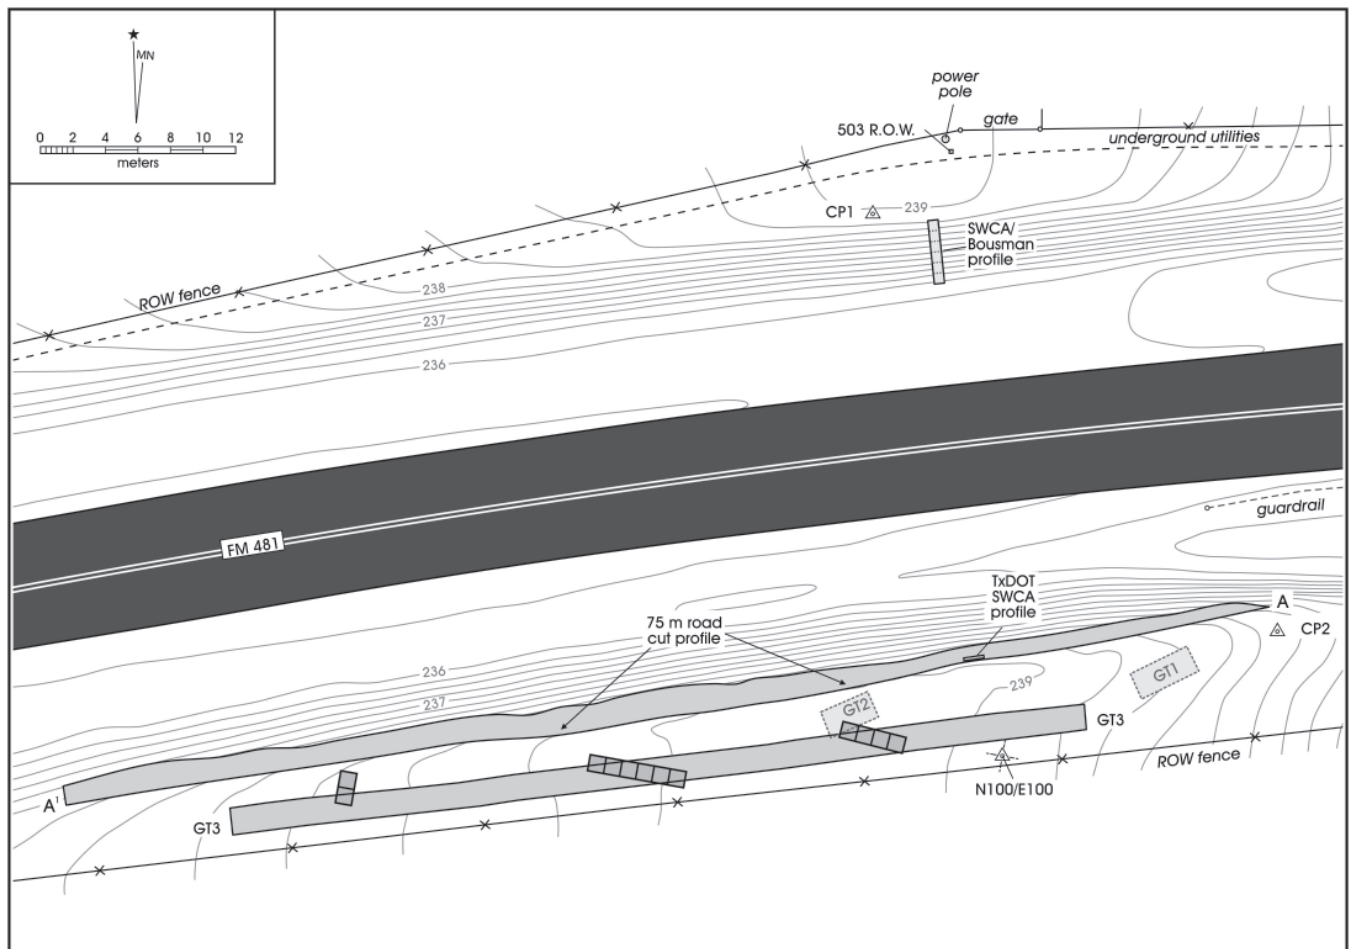 MN
0 2 4 6 8 10 12
meters
power
pole
503 R.O.W.
gate
underground utilities
CP1
239
SWCA/
Bousman
profile
ROW fence
238
237
236
FM 481
guardrail
TxDOT
SWCA
profile
75 m road
cut profile
A
CP2
236
237
239
GT1
GT2
GT3
ROW fence
N100/E100
A'
GT3